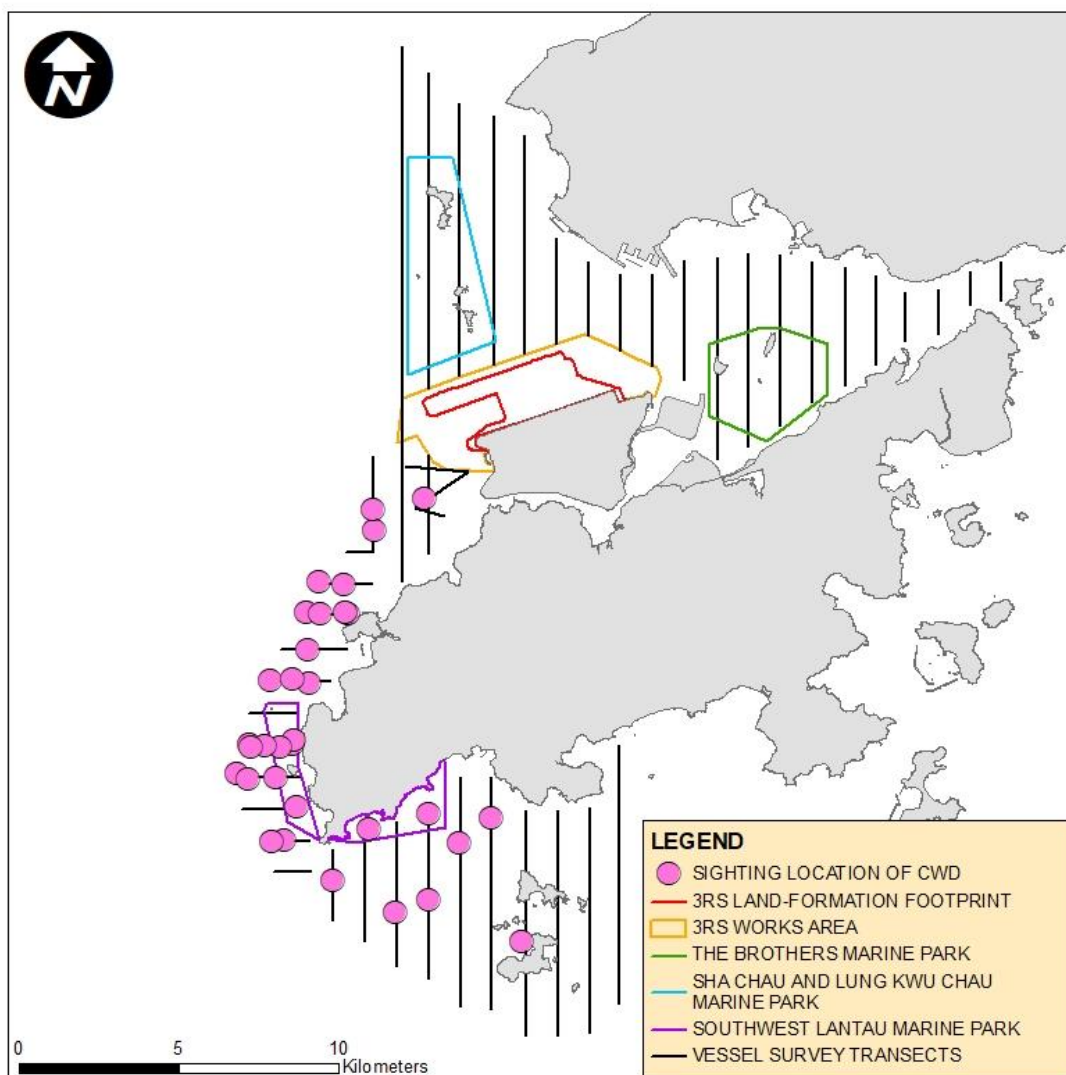 N
LEGEND
SIGHTING LOCATION OF CWD
3RS LAND-FORMATION FOOTPRINT
3RS WORKS AREA
THE BROTHERS MARINE PARK
SHA CHAU AND LUNG KWU CHAU
MARINE PARK
SOUTHWEST LANTAU MARINE PARK
VESSEL SURVEY TRANSECTS
0 5 10
Kilometers